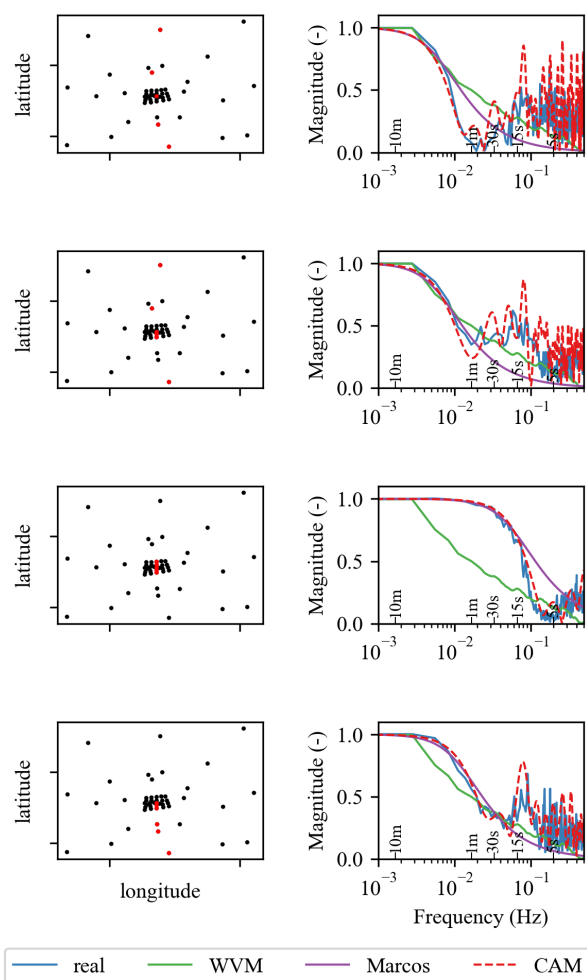 latitude
Magnitude (-)
1.0
0.5
0.0
10m
1m
30s
15s
5s
10⁻³ 10⁻² 10⁻¹
latitude
Magnitude (-)
1.0
0.5
0.0
10m
1m
30s
15s
5s
10⁻³ 10⁻² 10⁻¹
latitude
Magnitude (-)
1.0
0.5
0.0
10m
1m
30s
15s
5s
10⁻³ 10⁻² 10⁻¹
latitude
longitude
Magnitude (-)
1.0
0.5
0.0
10m
1m
30s
15s
5s
10⁻³ 10⁻² 10⁻¹
Frequency (Hz)
real WVM Marcos CAM